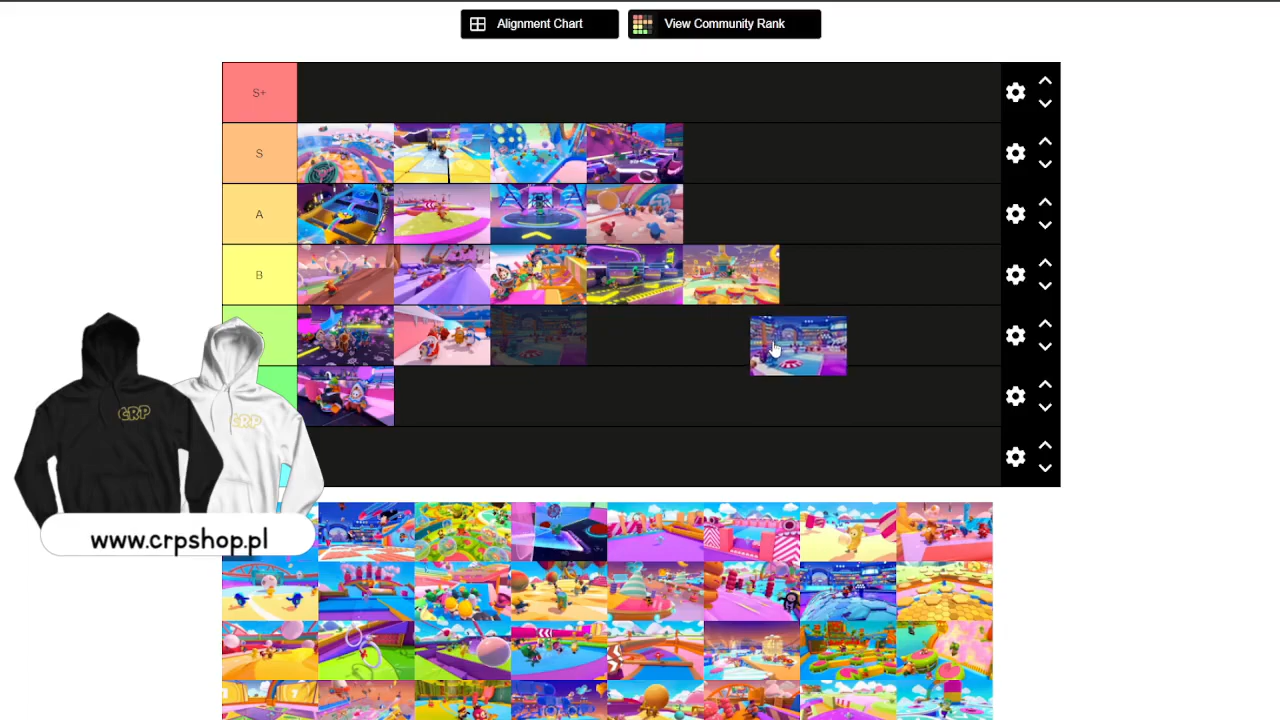 Alignment Chart
View Community Rank
S+
S
A
B
CRP
CRP
www.crpshop.pl